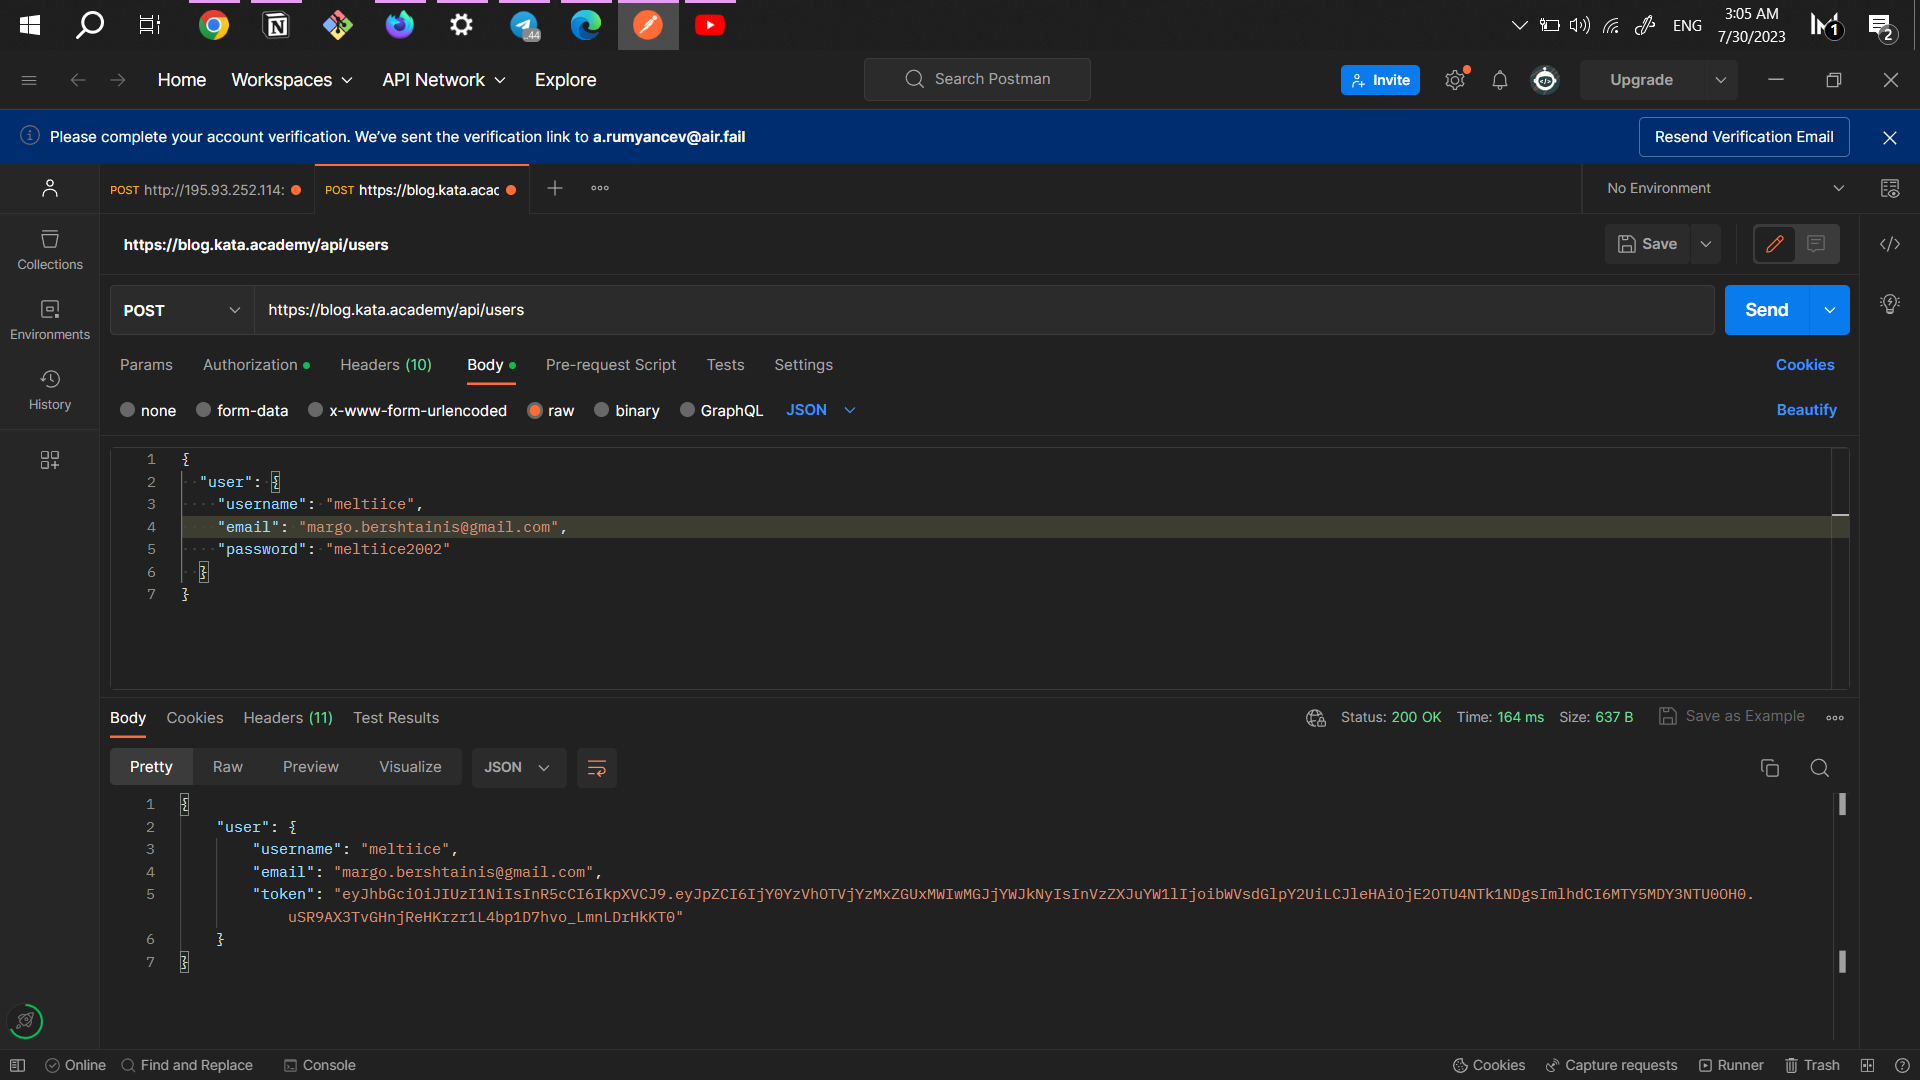 44
ENG
3:05 AM
7/30/2023
1
2
Home
Workspaces
API Network
Explore
Search Postman
Invite
Upgrade
Please complete your account verification. We've sent the verification link to a.rumyancev@air.fail
Resend Verification Email
POST http://195.93.252.114:
POST https://blog.kata.acac
No Environment
https://blog.kata.academy/api/users
Save
Collections
Environments
History
POST
https://blog.kata.academy/api/users
Send
Params
Authorization
Headers (10)
Body
Pre-request Script
Tests
Settings
Cookies
none
form-data
x-www-form-urlencoded
raw
binary
GraphQL
JSON
Beautify
1 {
2 "user": {
3 "username": "meltiice",
4 "email": "margo.bershtainis@gmail.com",
5 "password": "meltiice2002"
6 }
7 }
Body
Cookies
Headers (11)
Test Results
Status: 200 OK
Time: 164 ms
Size: 637 B
Save as Example
Pretty
Raw
Preview
Visualize
JSON
1 {
2 "user": {
3 "username": "meltiice",
4 "email": "margo.bershtainis@gmail.com",
5 "token": "eyJhbGciOiJIUzI1NiIsInR5cCI6IkpXVCJ9.eyJpZCI6IjY0YzVhOTVjYzMxZGUxMWIwMGJjYWJkNyIsInVzZXJuYW1lIjoibWVsdGlpY2UiLCJleHAiOjE2OTU4NTk1NDgsImlhdCI6MTY5MDY3NTU0OH0.
uSR9AX3TvGHnjReHKrzr1L4bp1D7hvo_LmnLDrHkKT0"
6 }
7 }
Online
Find and Replace
Console
Cookies
Capture requests
Runner
Trash